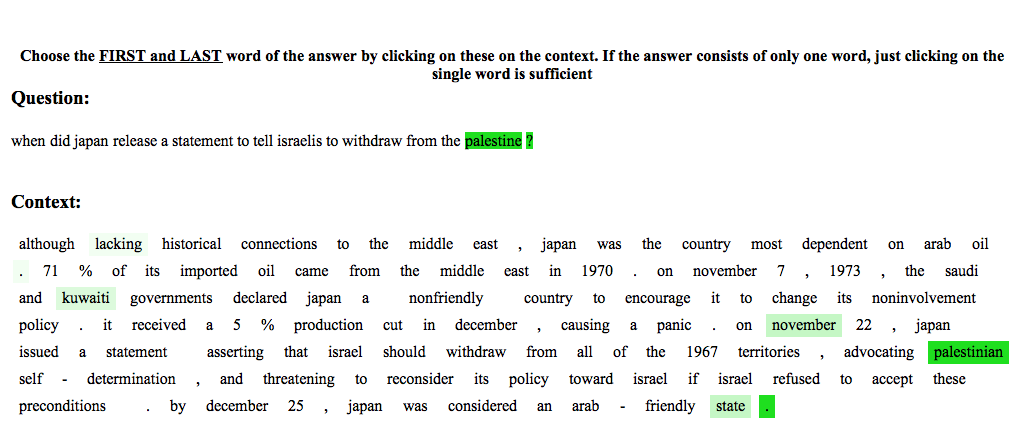 Choose the FIRST and LAST word of the answer by clicking on these on the context. If the answer consists of only one word, just clicking on the
single word is sufficient
Question:
when did japan release a statement to tell israelis to withdraw from the palestine ?
Context:
although lacking historical connections to the middle east , japan was the country most dependent on arab oil
. 71 % of its imported oil came from the middle east in 1970 . on november 7 , 1973 , the saudi
and kuwaiti governments declared japan a nonfriendly country to encourage it to change its noninvolvement
policy . it received a 5 % production cut in december , causing a panic . on november 22 , japan
issued a statement asserting that israel should withdraw from all of the 1967 territories , advocating palestinian
self - determination , and threatening to reconsider its policy toward israel if israel refused to accept these
preconditions . by december 25 , japan was considered an arab - friendly state .